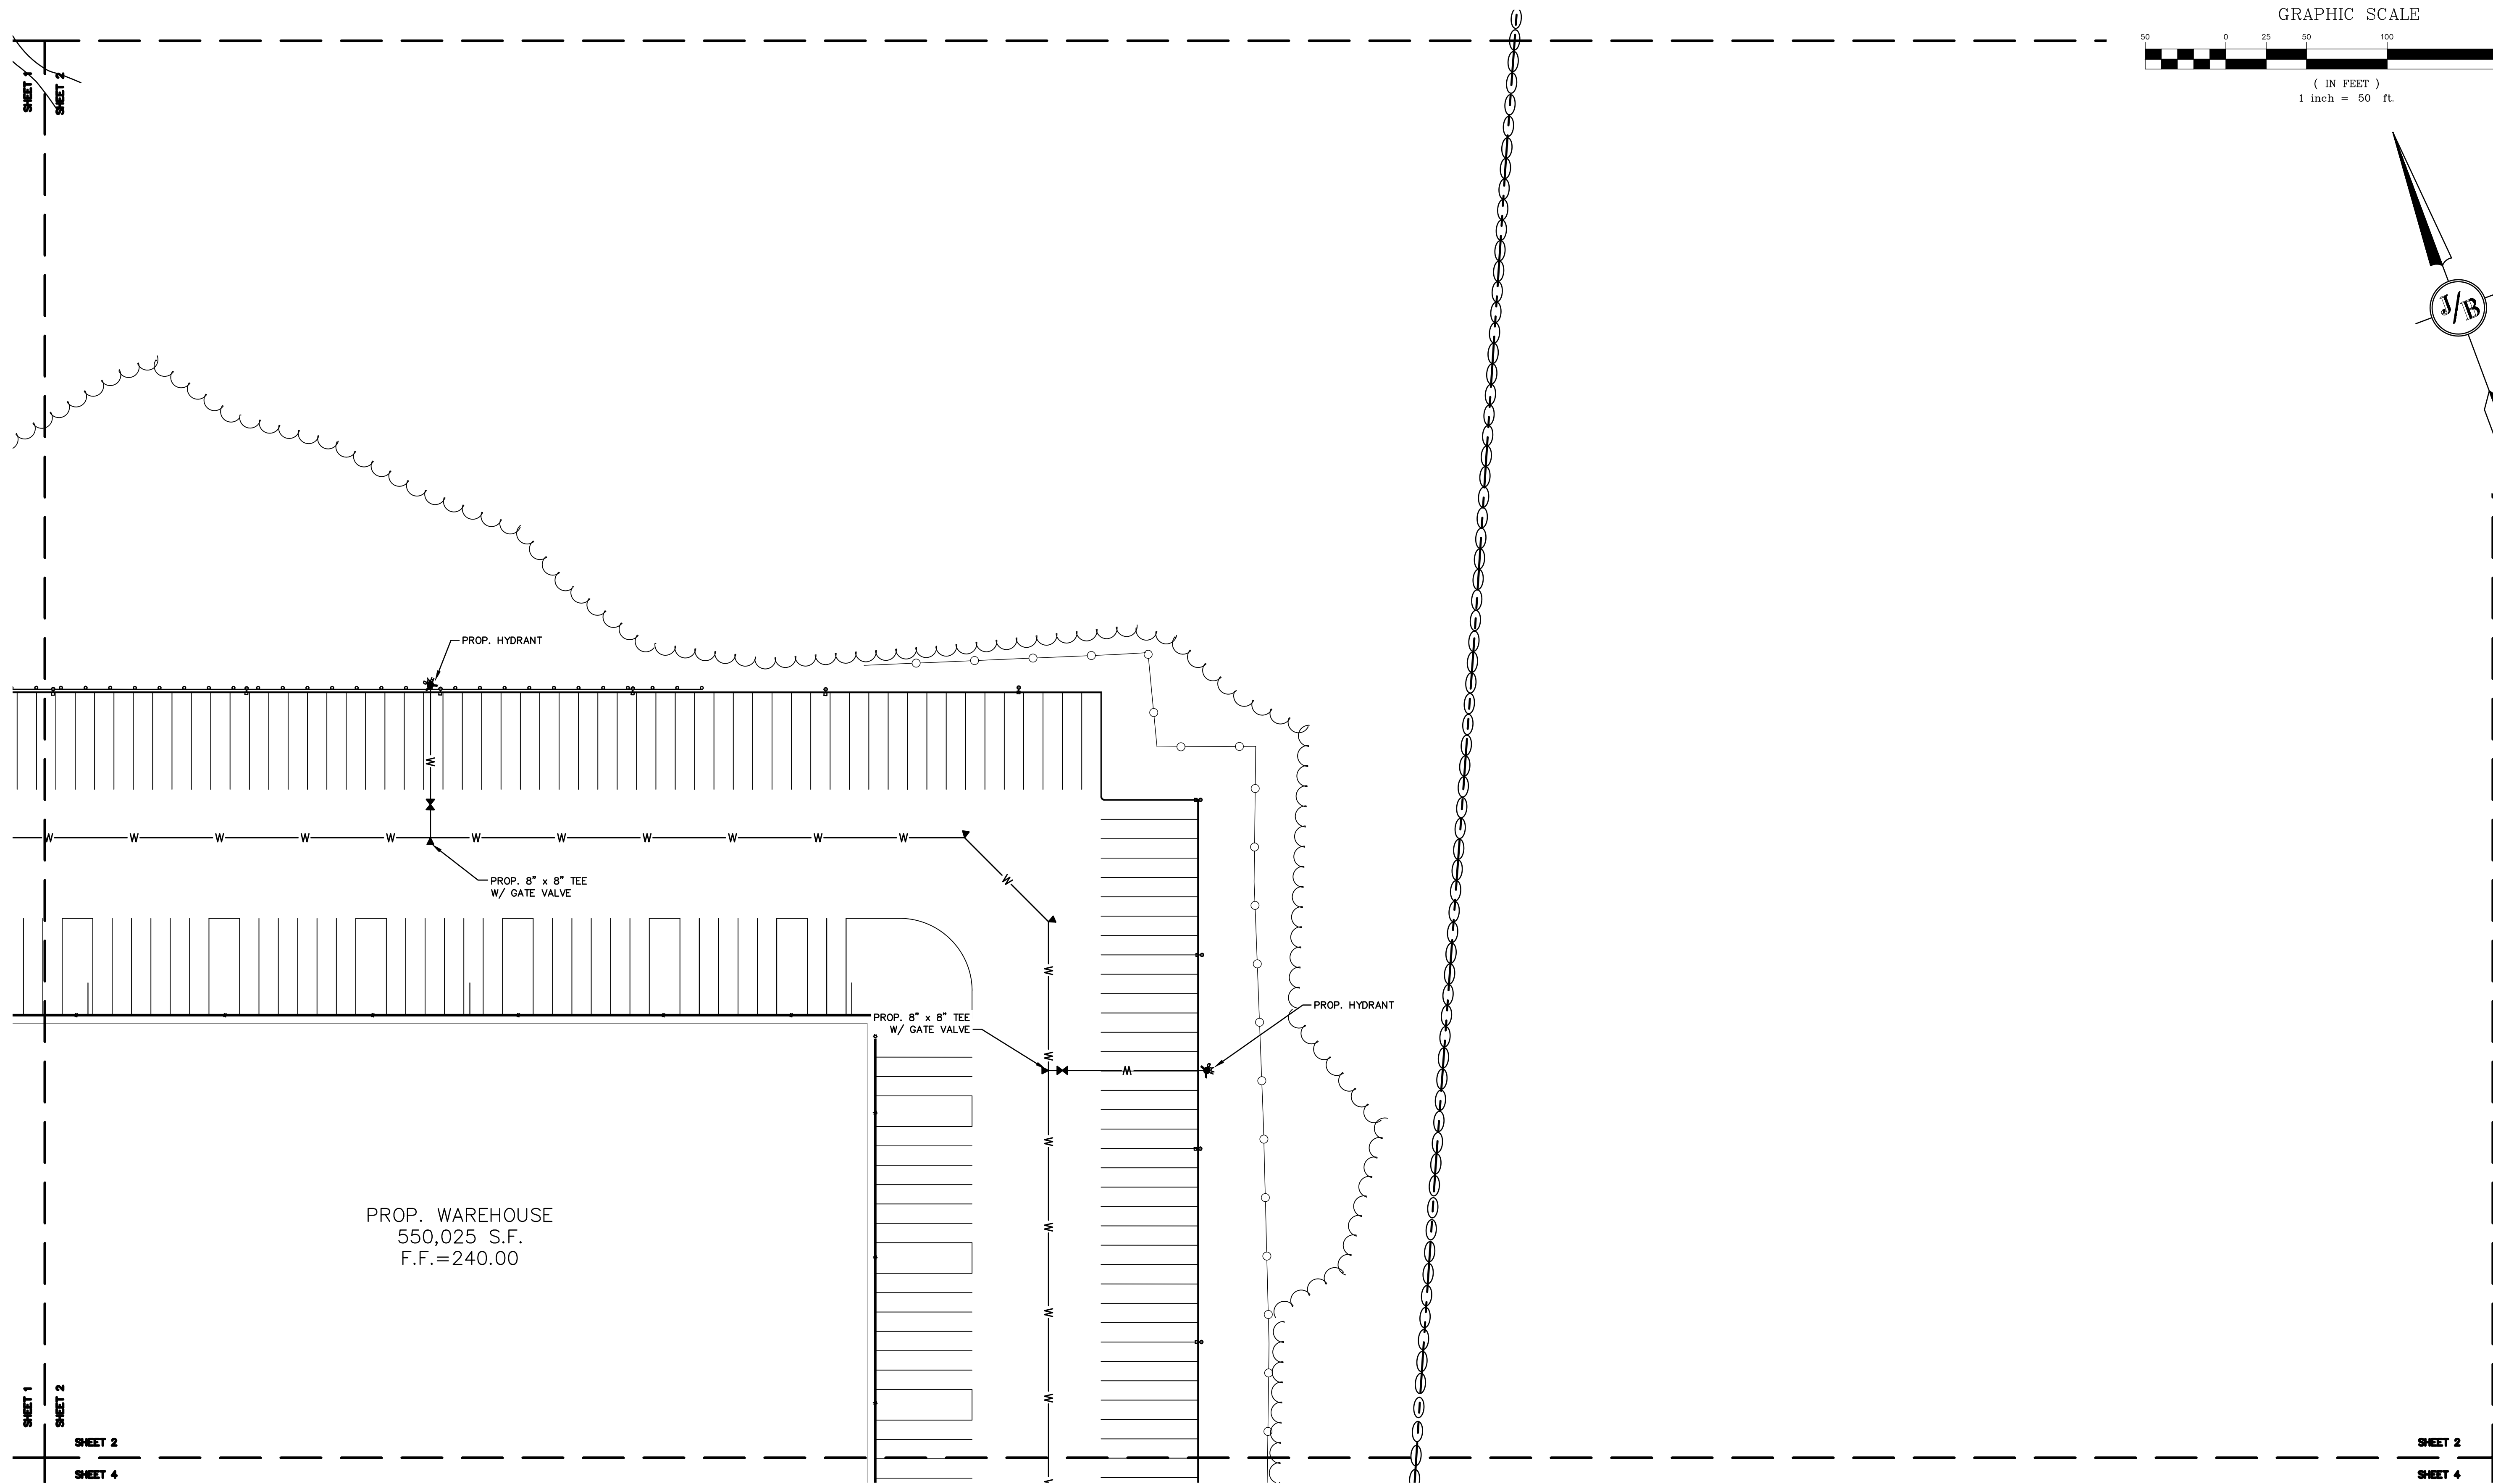 GRAPHIC SCALE
50 0 25 50 100
( IN FEET )
1 inch = 50 ft.
SHEET 1
SHEET 2
J/B
PROP. HYDRANT
W
W W W W W W W W W W W
W
PROP. 8" x 8" TEE
W/ GATE VALVE
W
PROP. HYDRANT
PROP. 8" x 8" TEE
W/ GATE VALVE
W
W
W
W
PROP. WAREHOUSE
550,025 S.F.
F.F.=240.00
W
W
W
SHEET 1
SHEET 2
SHEET 2
SHEET 4
SHEET 2
SHEET 4